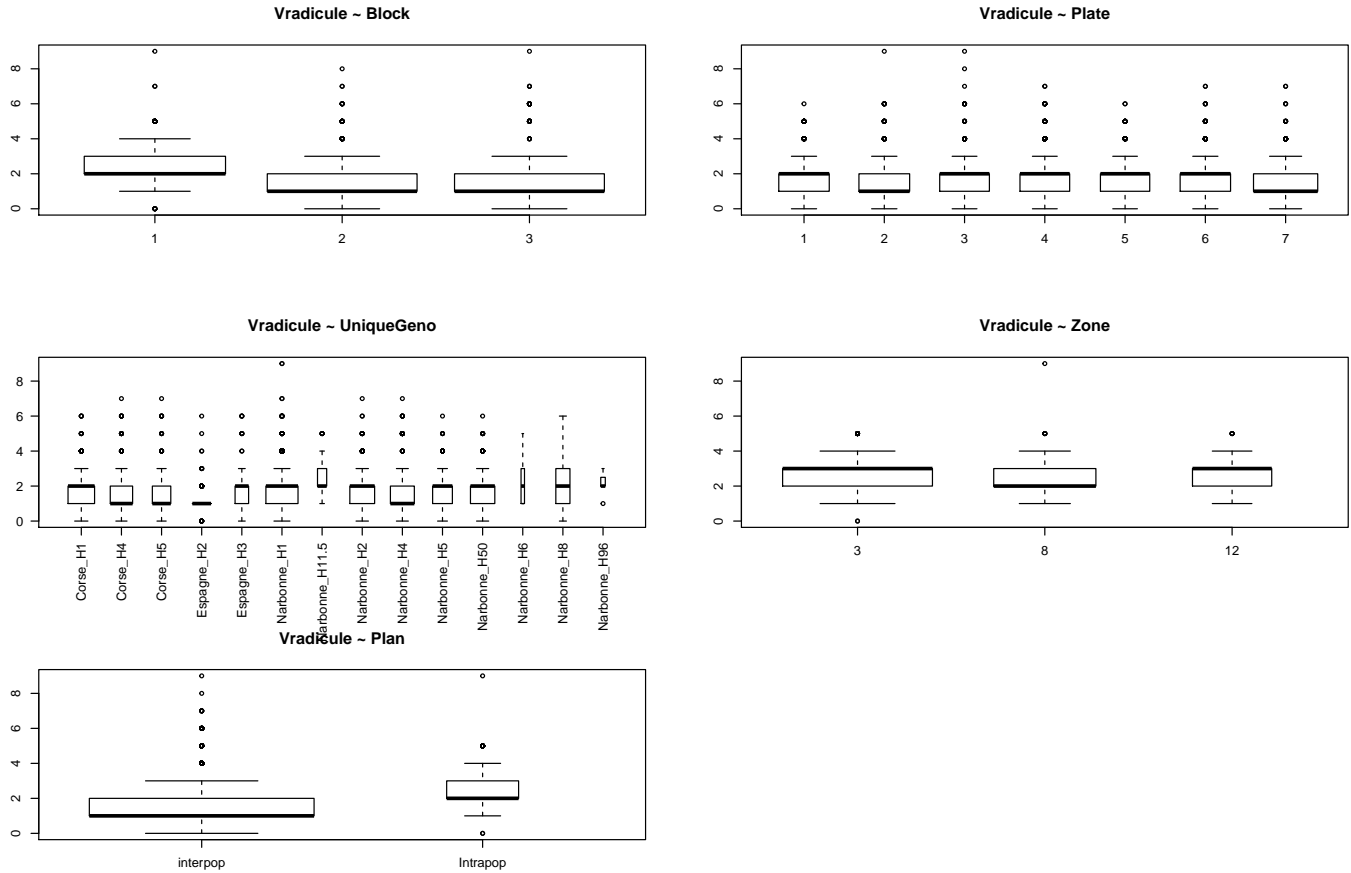 Vradicule ~ Block
8
6
4
2
0
1 2 3
Vradicule ~ Plate
8
6
4
2
0
1 2 3 4 5 6 7
Vradicule ~ UniqueGeno
8
6
4
2
0
Corse_H1
Corse_H4
Corse_H5
Espagne_H2
Espagne_H3
Narbonne_H1
Narbonne_H11.5
Narbonne_H2
Narbonne_H4
Narbonne_H5
Narbonne_H50
Narbonne_H6
Narbonne_H8
Narbonne_H96
Vradicule ~ Zone
8
6
4
2
0
3 8 12
Vradicule ~ Plan
8
6
4
2
0
interpop Intrapop